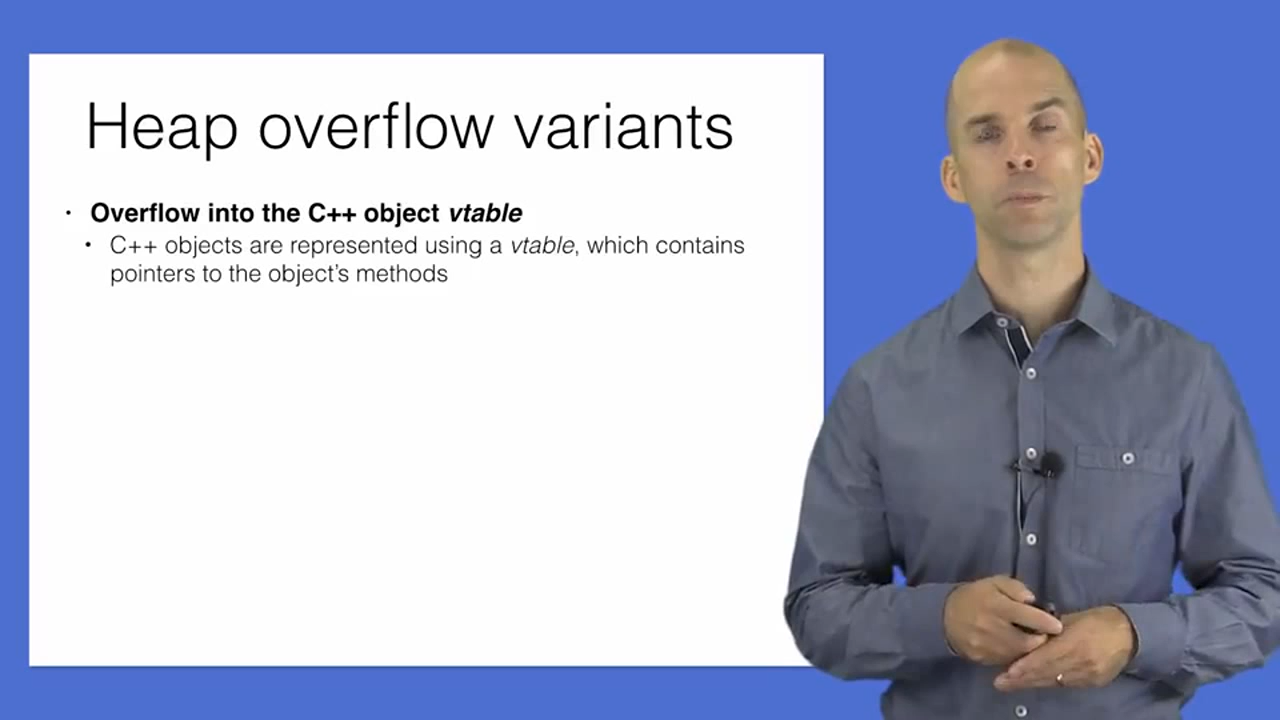 Heap overflow variants
• Overflow into the C++ object vtable
• C++ objects are represented using a vtable, which contains
pointers to the object's methods